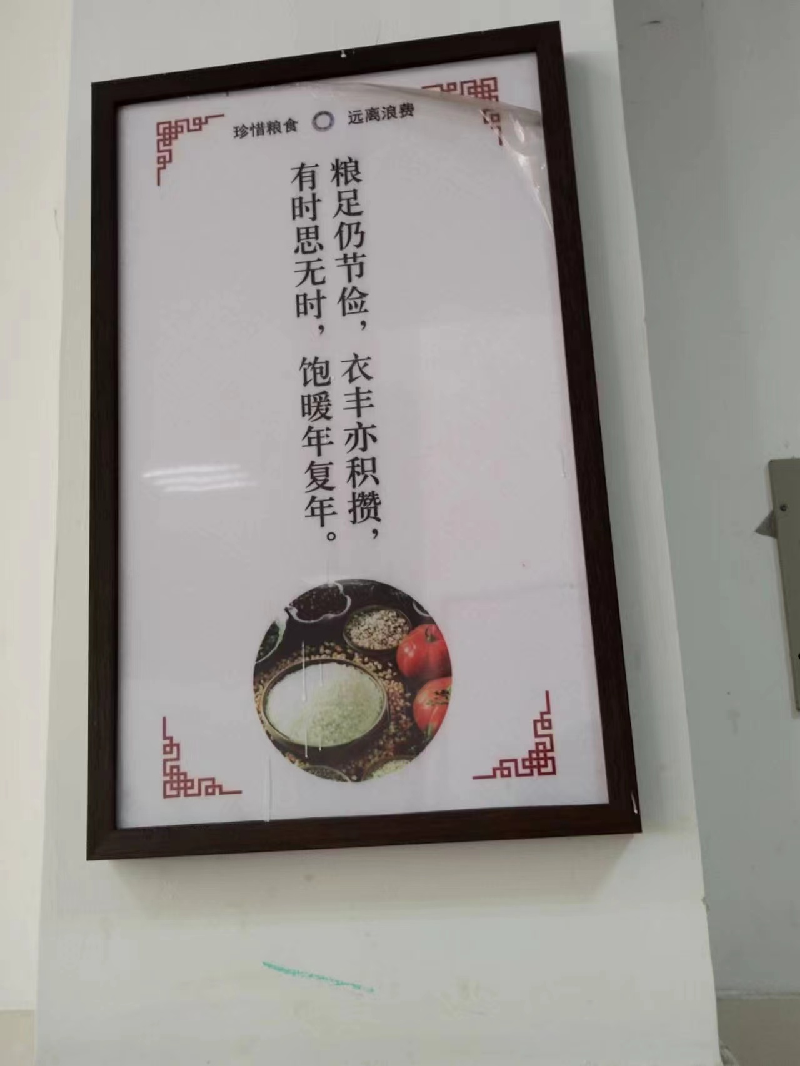 珍惜粮食 远离浪费
粮足仍节俭，衣丰亦积攒，
有时思无时，饱暖年复年。